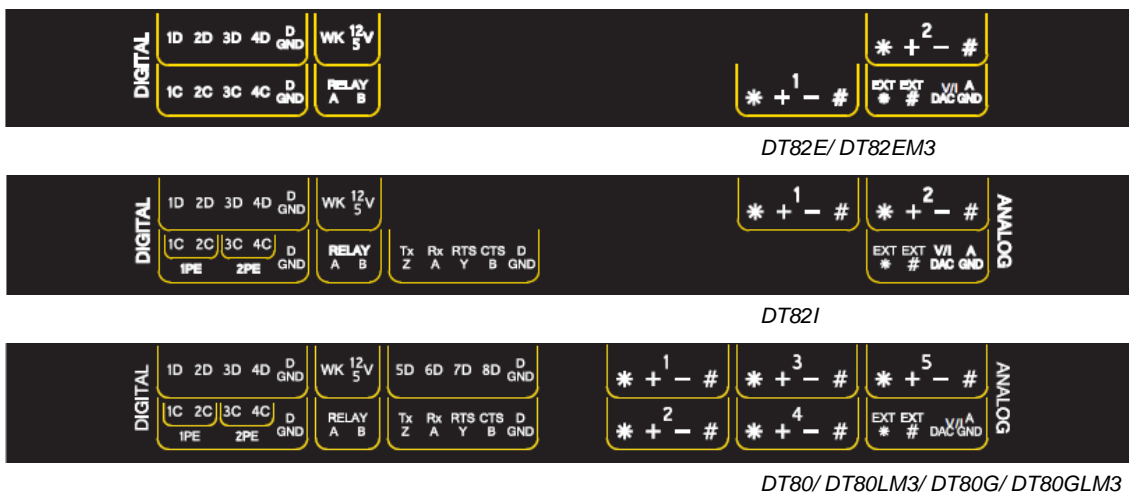 DIGITAL
1D 2D 3D 4D D GND
WK 12 5 V
2
* + - #
1C 2C 3C 4C D GND
RELAY A B
1
* + - #
EXT * EXT # V/I DAC A GND
DT82E/ DT82EM3
DIGITAL
1D 2D 3D 4D D GND
WK 12 5 V
1
* + - #
2
* + - #
ANALOG
1C 2C 3C 4C D GND
1PE 2PE
RELAY A B
Tx Rx RTS CTS D
Z A Y B GND
EXT * EXT # V/I DAC A GND
DT82I
DIGITAL
1D 2D 3D 4D D GND
WK 12 5 V
5D 6D 7D 8D D GND
1
* + - #
3
* + - #
5
* + - #
ANALOG
1C 2C 3C 4C D GND
1PE 2PE
RELAY A B
Tx Rx RTS CTS D
Z A Y B GND
2
* + - #
4
* + - #
EXT * EXT # V/I DAC A GND
DT80/ DT80LM3/ DT80G/ DT80GLM3